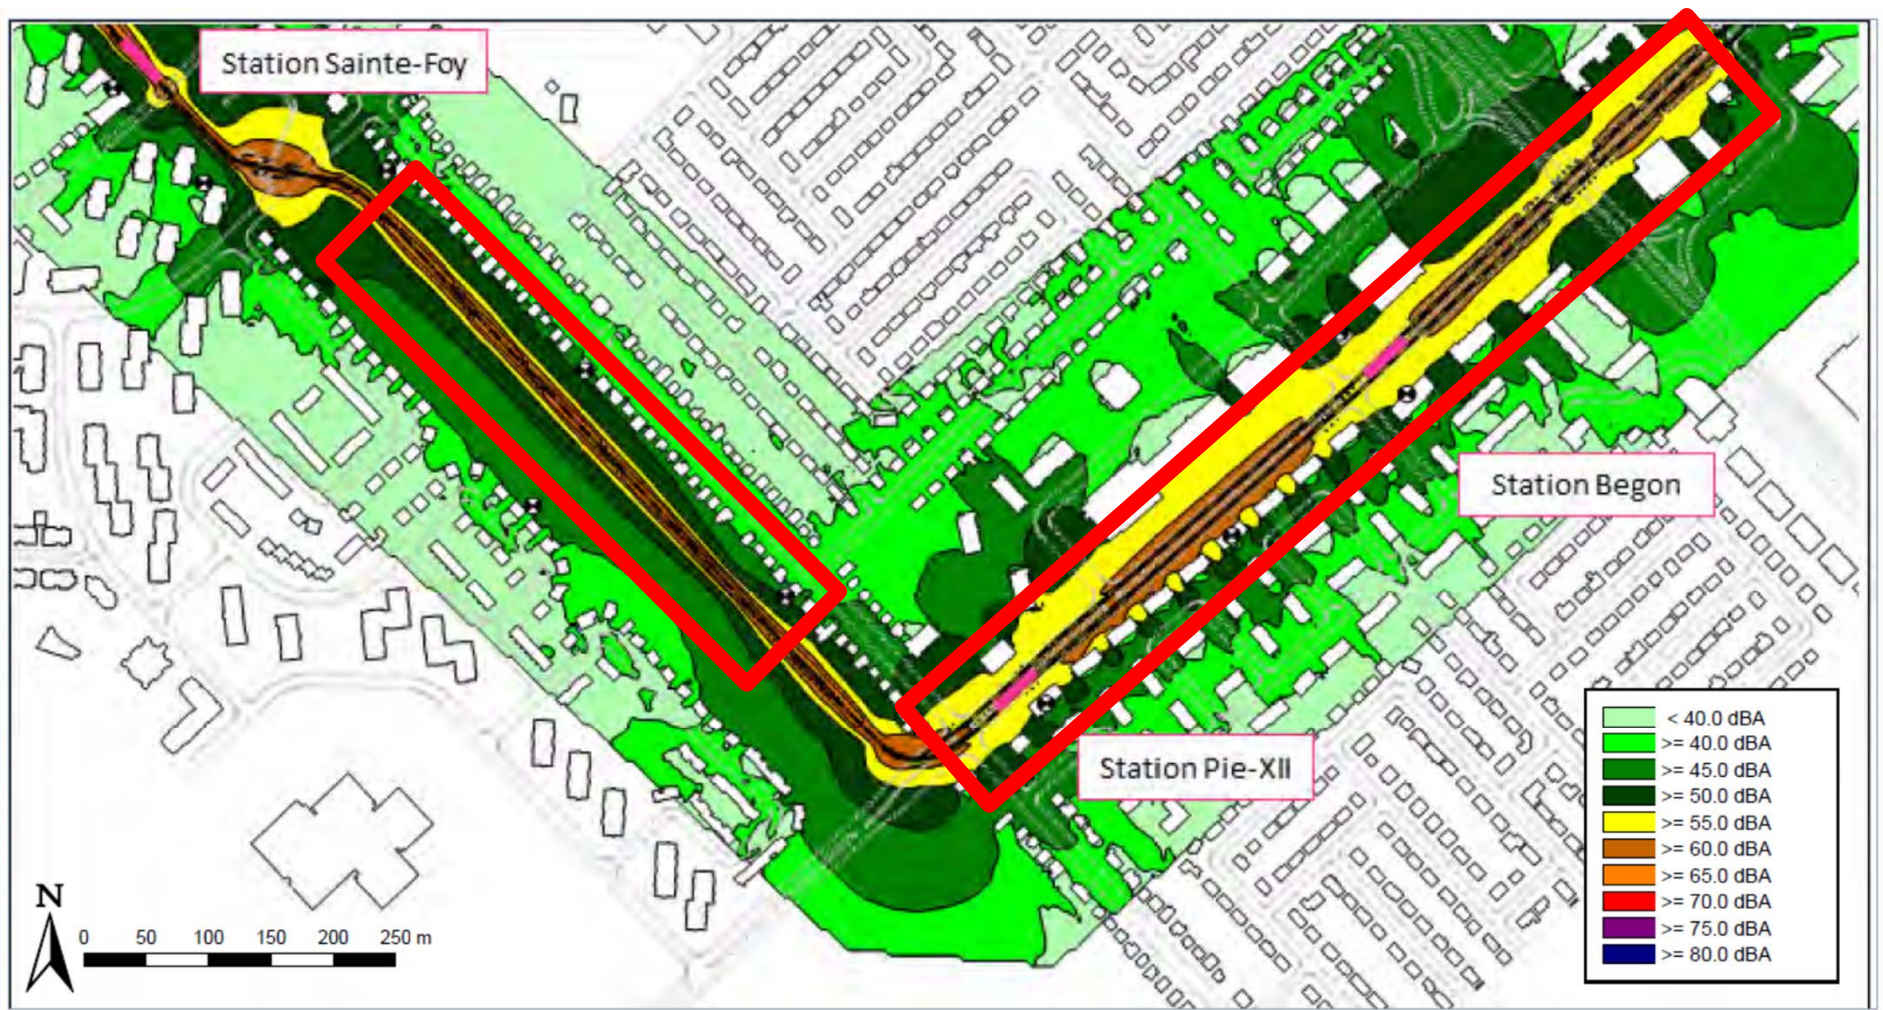 Station Sainte-Foy
Station Begon
Station Pie-XII
< 40.0 dBA
>= 40.0 dBA
>= 45.0 dBA
>= 50.0 dBA
>= 55.0 dBA
>= 60.0 dBA
>= 65.0 dBA
>= 70.0 dBA
>= 75.0 dBA
>= 80.0 dBA
N
0 50 100 150 200 250 m